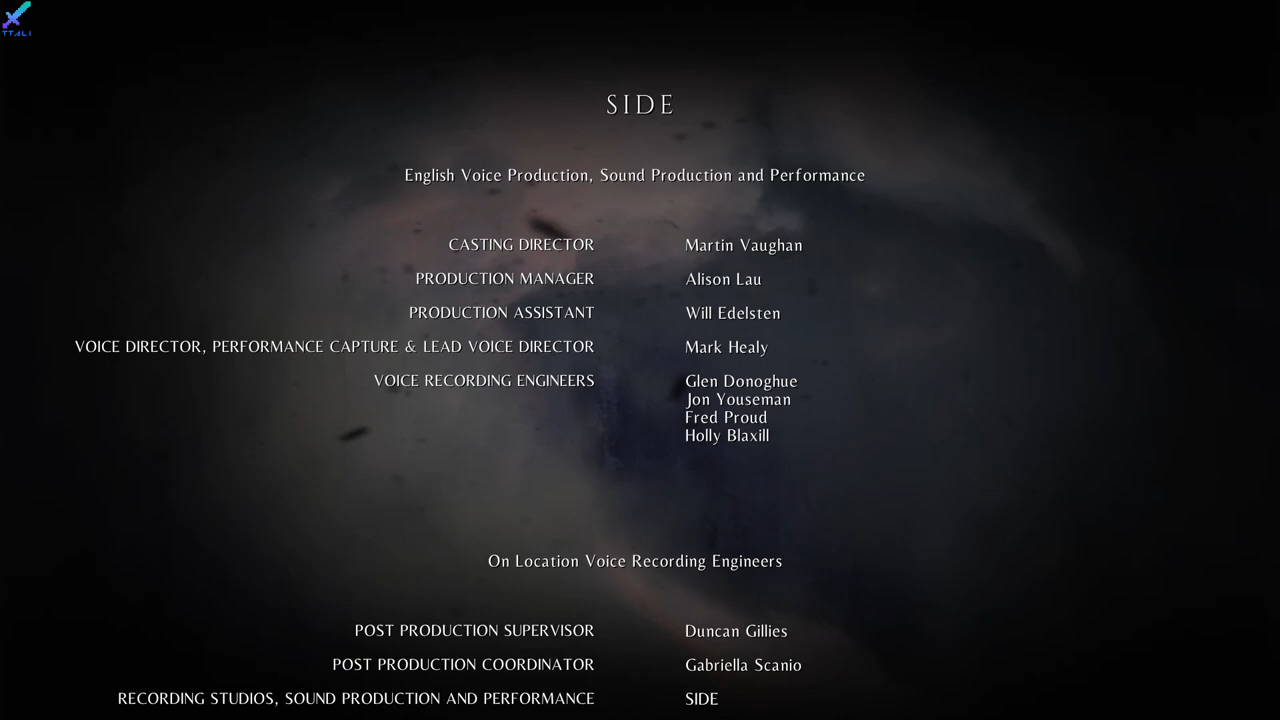 SIDE
English Voice Production, Sound Production and Performance
CASTING DIRECTOR Martin Vaughan
PRODUCTION MANAGER Alison Lau
PRODUCTION ASSISTANT Will Edelsten
VOICE DIRECTOR, PERFORMANCE CAPTURE & LEAD VOICE DIRECTOR Mark Healy
VOICE RECORDING ENGINEERS Glen Donoghue
Jon Youseman
Fred Proud
Holly Blaxill
On Location Voice Recording Engineers
POST PRODUCTION SUPERVISOR Duncan Gillies
POST PRODUCTION COORDINATOR Gabriella Scanio
RECORDING STUDIOS, SOUND PRODUCTION AND PERFORMANCE SIDE